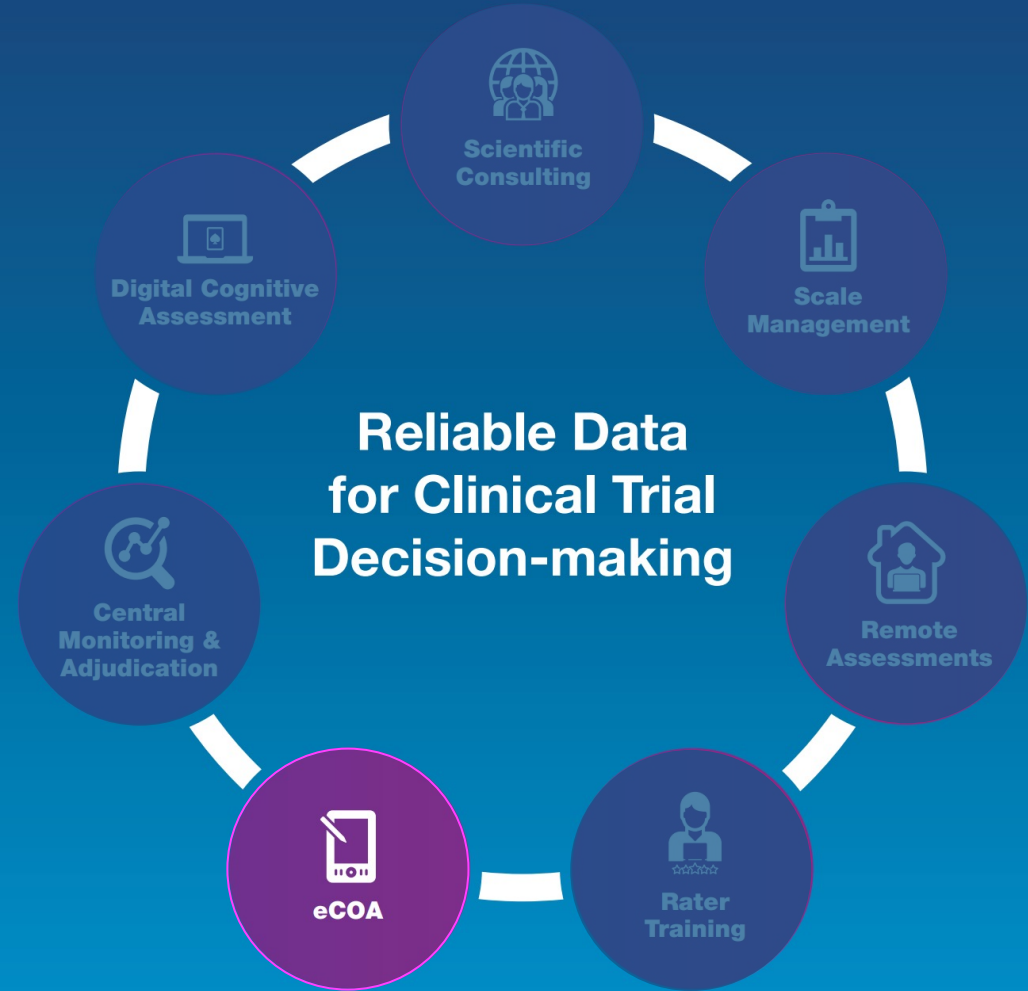 Scientific
Consulting
Scale
Management
Digital Cognitive
Assessment
Reliable Data
for Clinical Trial
Decision-making
Central
Monitoring &
Adjudication
Remote
Assessments
eCOA
Rater
Training